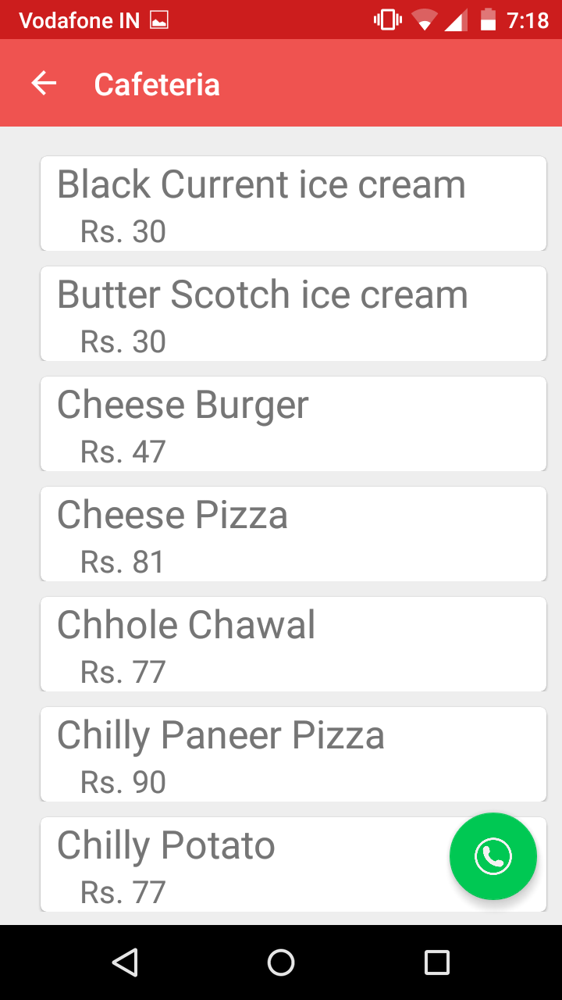 Vodafone IN
7:18
Cafeteria
Black Current ice cream
Rs. 30
Butter Scotch ice cream
Rs. 30
Cheese Burger
Rs. 47
Cheese Pizza
Rs. 81
Chhole Chawal
Rs. 77
Chilly Paneer Pizza
Rs. 90
Chilly Potato
Rs. 77